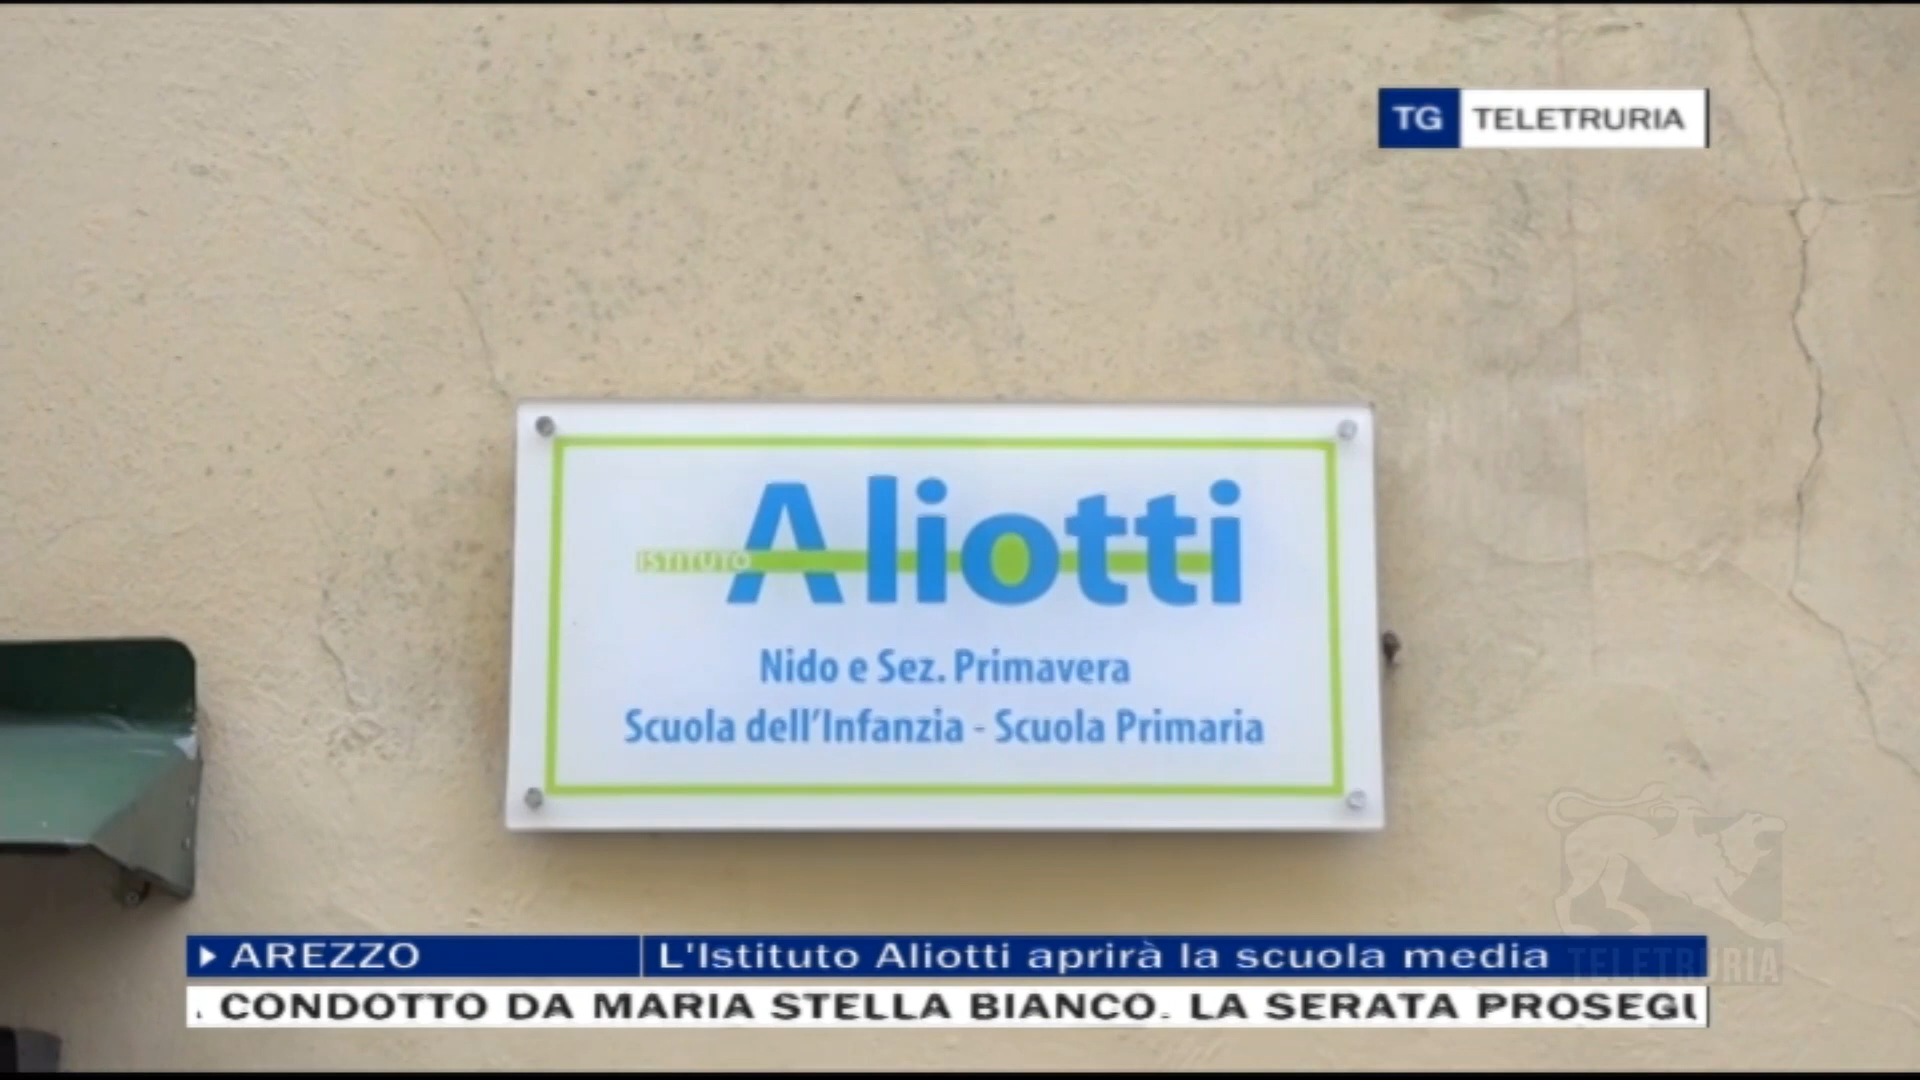 TG TELETRURIA
ISTITUTO Aliotti
Nido e Sez. Primavera
Scuola dell'Infanzia - Scuola Primaria
AREZZO L'Istituto Aliotti aprirà la scuola media
TELETRURIA
. CONDOTTO DA MARIA STELLA BIANCO. LA SERATA PROSEGU